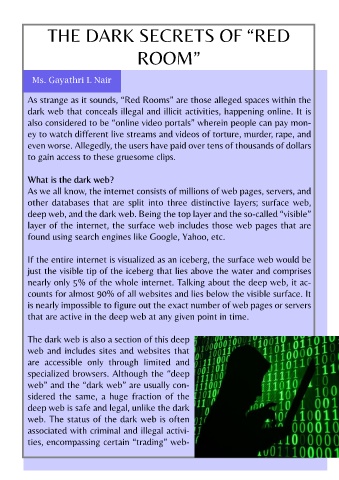 THE DARK SECRETS OF “RED
ROOM”
Ms. Gayathri L Nair
As strange as it sounds, “Red Rooms” are those alleged spaces within the
dark web that conceals illegal and illicit activities, happening online. It is
also considered to be “online video portals” wherein people can pay mon-
ey to watch different live streams and videos of torture, murder, rape, and
even worse. Allegedly, the users have paid over tens of thousands of dollars
to gain access to these gruesome clips.
What is the dark web?
As we all know, the internet consists of millions of web pages, servers, and
other databases that are split into three distinctive layers; surface web,
deep web, and the dark web. Being the top layer and the so-called “visible”
layer of the internet, the surface web includes those web pages that are
found using search engines like Google, Yahoo, etc.
If the entire internet is visualized as an iceberg, the surface web would be
just the visible tip of the iceberg that lies above the water and comprises
nearly only 5% of the whole internet. Talking about the deep web, it ac-
counts for almost 90% of all websites and lies below the visible surface. It
is nearly impossible to figure out the exact number of web pages or servers
that are active in the deep web at any given point in time.
The dark web is also a section of this deep
web and includes sites and websites that
are accessible only through limited and
specialized browsers. Although the “deep
web” and the “dark web” are usually con-
sidered the same, a huge fraction of the
deep web is safe and legal, unlike the dark
web. The status of the dark web is often
associated with criminal and illegal activi-
ties, encompassing certain “trading” web-